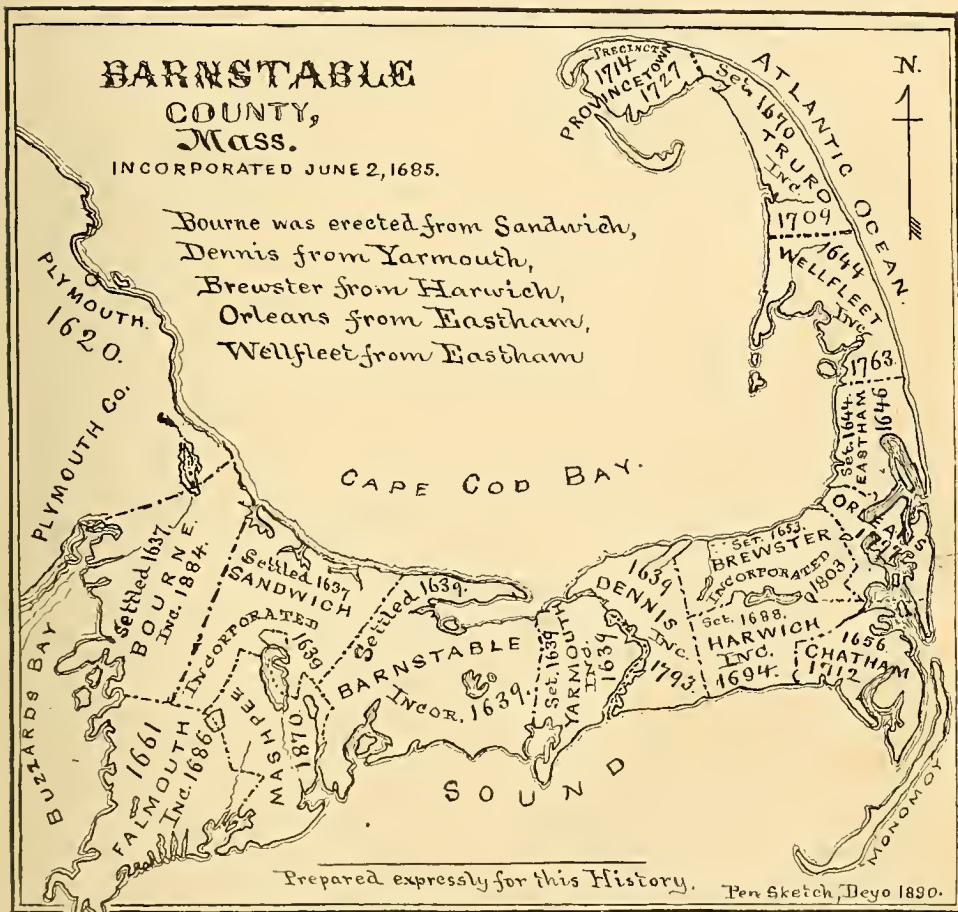 BARNSTABLE
COUNTY,
Mass.
INCORPORATED JUNE 2, 1685.
Bourne was erected from Sandwich,
Dennis from Yarmouth,
Brewster from Harwich,
Orleans from Eastham,
Wellfleet from Eastham
N.
ATLANTIC OCEAN.
PRECINCT
1714
PROVINCETOWN
1727
Set. 1670
TRURO
Inc.
1709
1644
WELLFLEET
Inc.
1763
Set. 1644.
EASTHAM
1646
ORLEANS
PLYMOUTH.
1620.
PLYMOUTH CO.
CAPE COD BAY.
BUZZARDS BAY
Settled 1637
BOURNE.
Inc. 1884.
Settled 1637
SANDWICH
INCORPORATED
1639
Settled 1639.
BARNSTABLE
INCOR. 1639.
Set. 1639
YARMOUTH
INC.
1639
1639
DENNIS
INC.
1793.
Set. 1653.
BREWSTER
INCORPORATED
1803
Set. 1688.
HARWICH
INC.
1694.
1656.
CHATHAM
1712
1661
FALMOUTH
Inc. 1686
MASHPEE
1870
SOUND
MONOMOY
Prepared expressly for this History.
Pen Sketch, Deyo 1890.